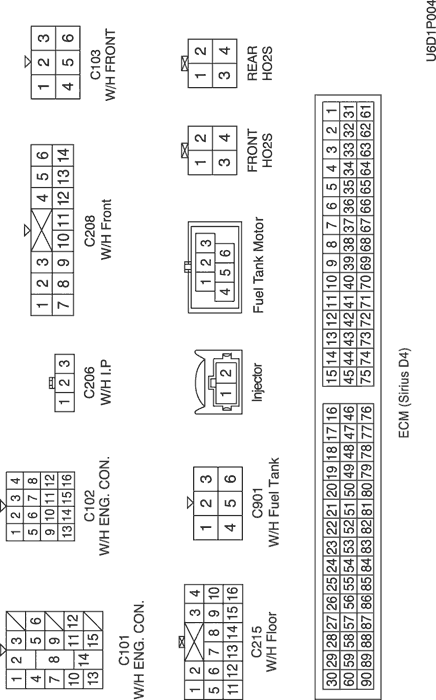 1 2 3
4 5 6
7 8 9
10 11 12
13 14 15
C101
W/H ENG. CON.
1 2 3 4
5 6 7 8
9 10 11 12
13 14 15 16
C102
W/H ENG. CON.
1 2 3
C206
W/H I.P
1 2 3 4 5 6
7 8 9 10 11 12 13 14
C208
W/H Front
1 2 3
4 5 6
C103
W/H FRONT
1 2 3 4
5 6 7 8 9 10
11 12 13 14 15 16
C215
W/H Floor
1 2 3
4 5 6
C901
W/H Fuel Tank
1 2
Injector
1 2 3
4 5 6
Fuel Tank Motor
1 2
3 4
FRONT
HO2S
1 2
3 4
REAR
HO2S
30 29 28 27 26 25 24 23 22 21 20 19 18 17 16 15 14 13 12 11 10 9 8 7 6 5 4 3 2 1
60 59 58 57 56 55 54 53 52 51 50 49 48 47 46 45 44 43 42 41 40 39 38 37 36 35 34 33 32 31
90 89 88 87 86 85 84 83 82 81 80 79 78 77 76 75 74 73 72 71 70 69 68 67 66 65 64 63 62 61
ECM (Sirius D4)
U6D1P004